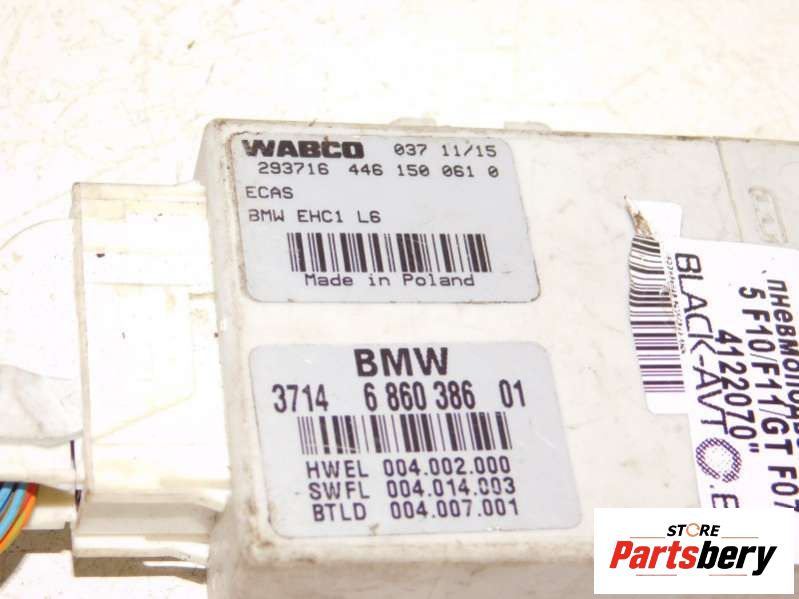 WABCO 037 11/15
293716 446 150 061 0
ECAS
BMW EHC1 L6
Made in Poland
BMW
3714 6 860 386 01
HWEL 004.002.000
SWFL 004.014.003
BTLD 004.007.001
5 F10/F11/GT F07
4122070"
BLACK-AVTO.B
STORE
Partsbery